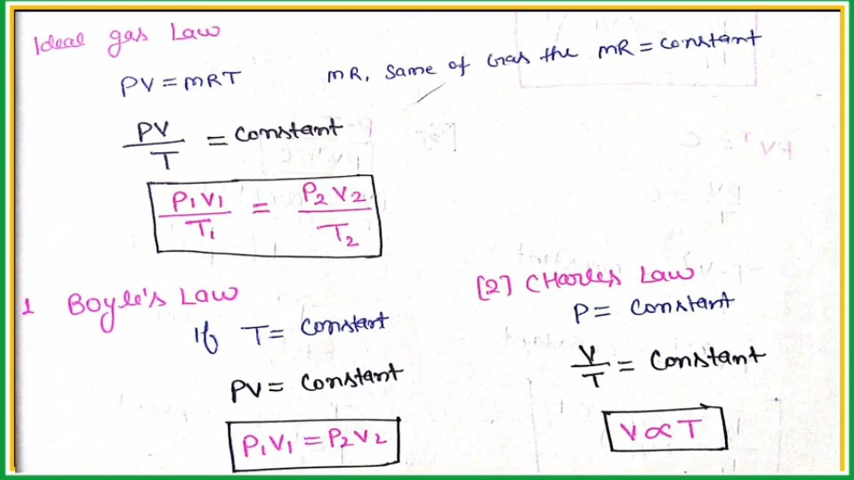 Ideal gas Law
PV = mRT mR, Same of Gas the mR = constant
PV/T = constant
P₁V₁/T₁ = P₂V₂/T₂
1 Boyle's Law
If T = constant
PV = constant
P₁V₁ = P₂V₂
[2] CHarles Law
P = constant
V/T = constant
V ∝ T